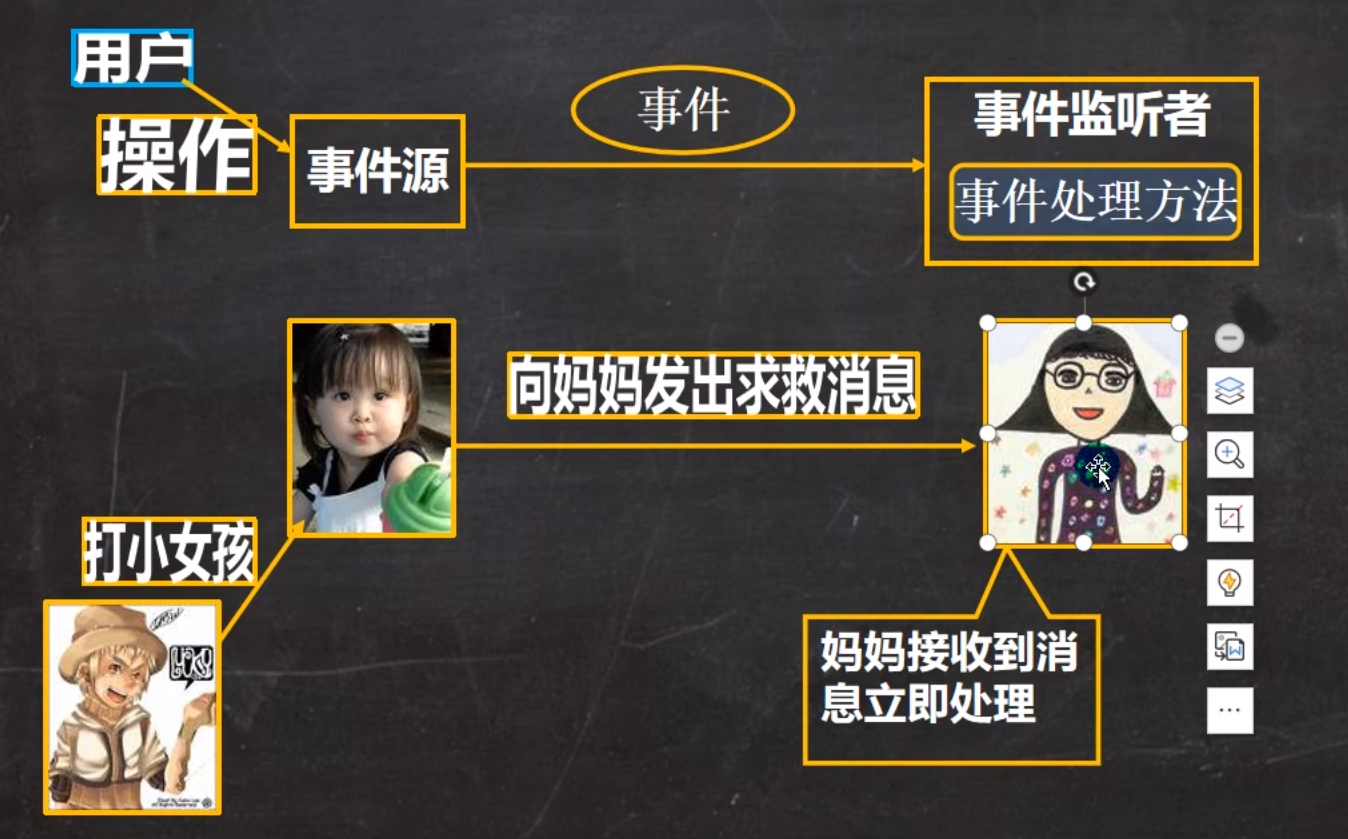 用户
操作
事件源
事件
事件监听者
事件处理方法
向妈妈发出求救消息
打小女孩
妈妈接收到消
息立即处理